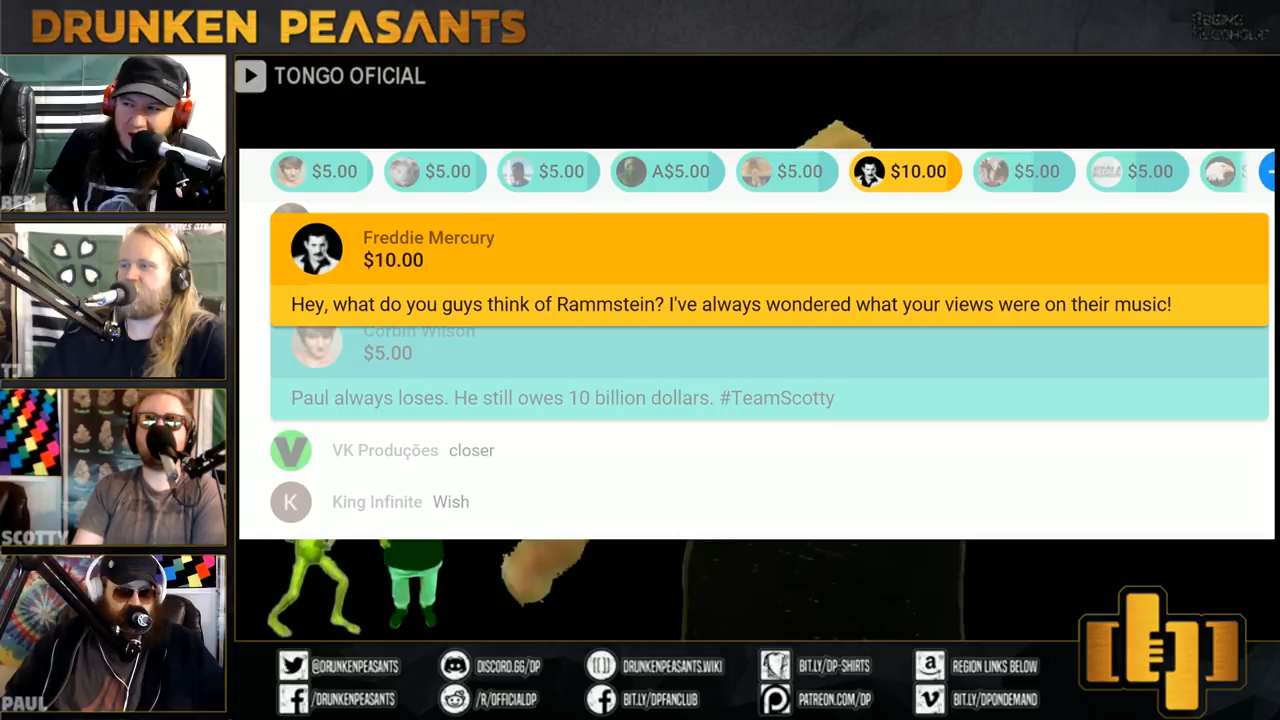 DRUNKEN PEASANTS
TONGO OFICIAL
$5.00
$5.00
$5.00
A$5.00
$5.00
$10.00
$5.00
$5.00
Freddie Mercury
$10.00
Hey, what do you guys think of Rammstein? I've always wondered what your views were on their music!
Corbin Wilson
$5.00
Paul always loses. He still owes 10 billion dollars. #TeamScotty
VK Produções closer
K King Infinite Wish
BEN
TJ
SCOTTY
PAUL
@DRUNKENPEASANTS
DISCORD.GG/DP
DRUNKENPEASANTS.WIKI
BIT.LY/DP-SHIRTS
REGION LINKS BELOW
/DRUNKENPEASANTS
/R/OFFICIALDP
BIT.LY/DPFANCLUB
PATREON.COM/DP
BIT.LY/DPONDEMAND